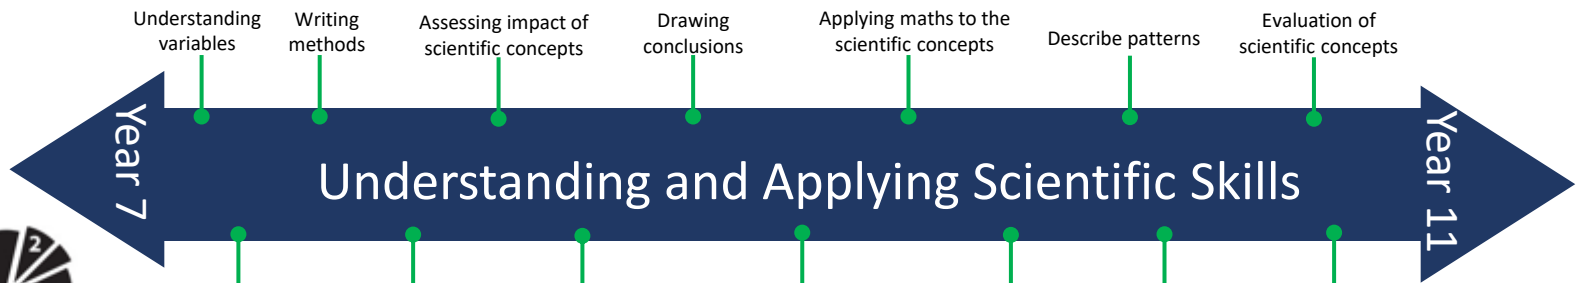 Understanding
variables
Writing
methods
Assessing impact of
scientific concepts
Drawing
conclusions
Applying maths to the
scientific concepts
Describe patterns
Evaluation of
scientific concepts
Year 7
Understanding and Applying Scientific Skills
Year 11
2